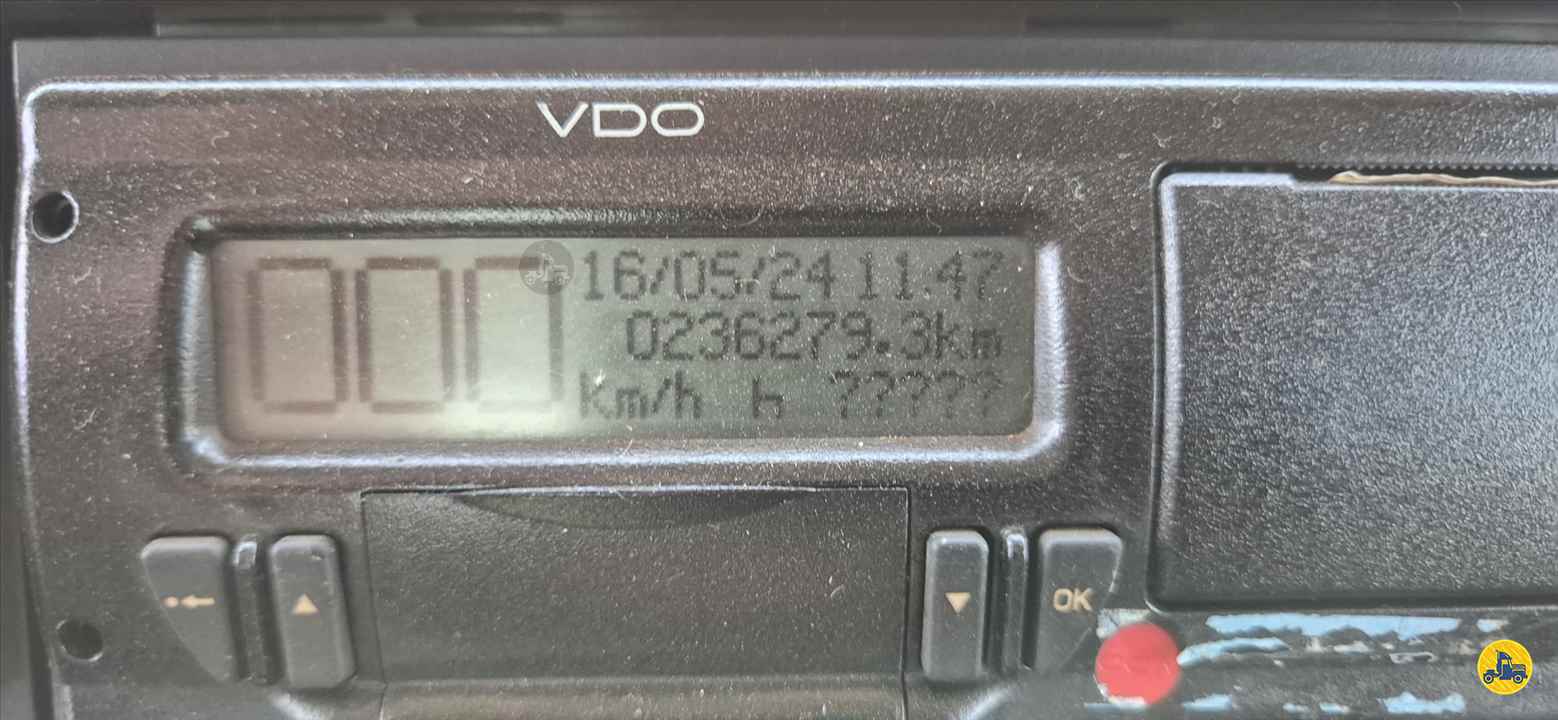 VDO
000
16/05/24 11:47
0236279.3km
km/h h ?????
OK